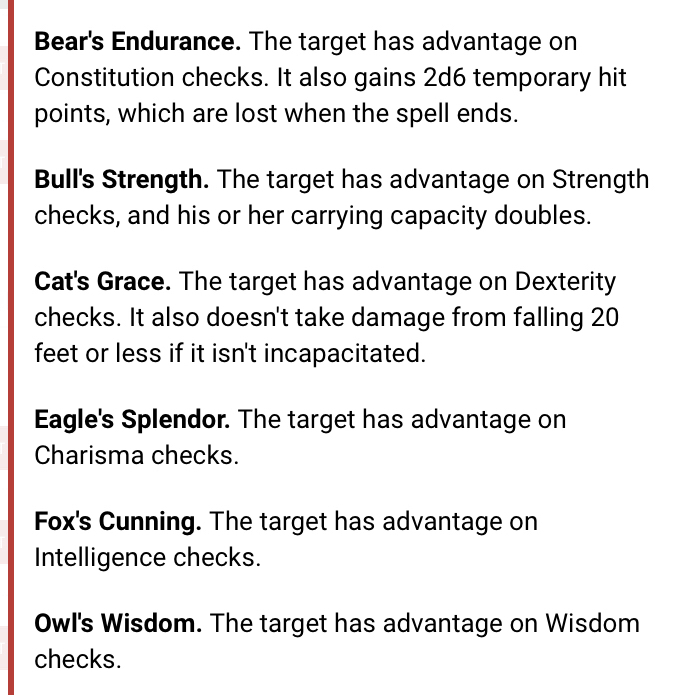 Bear's Endurance. The target has advantage on
Constitution checks. It also gains 2d6 temporary hit
points, which are lost when the spell ends.
Bull's Strength. The target has advantage on Strength
checks, and his or her carrying capacity doubles.
Cat's Grace. The target has advantage on Dexterity
checks. It also doesn't take damage from falling 20
feet or less if it isn't incapacitated.
Eagle's Splendor. The target has advantage on
Charisma checks.
Fox's Cunning. The target has advantage on
Intelligence checks.
Owl's Wisdom. The target has advantage on Wisdom
checks.